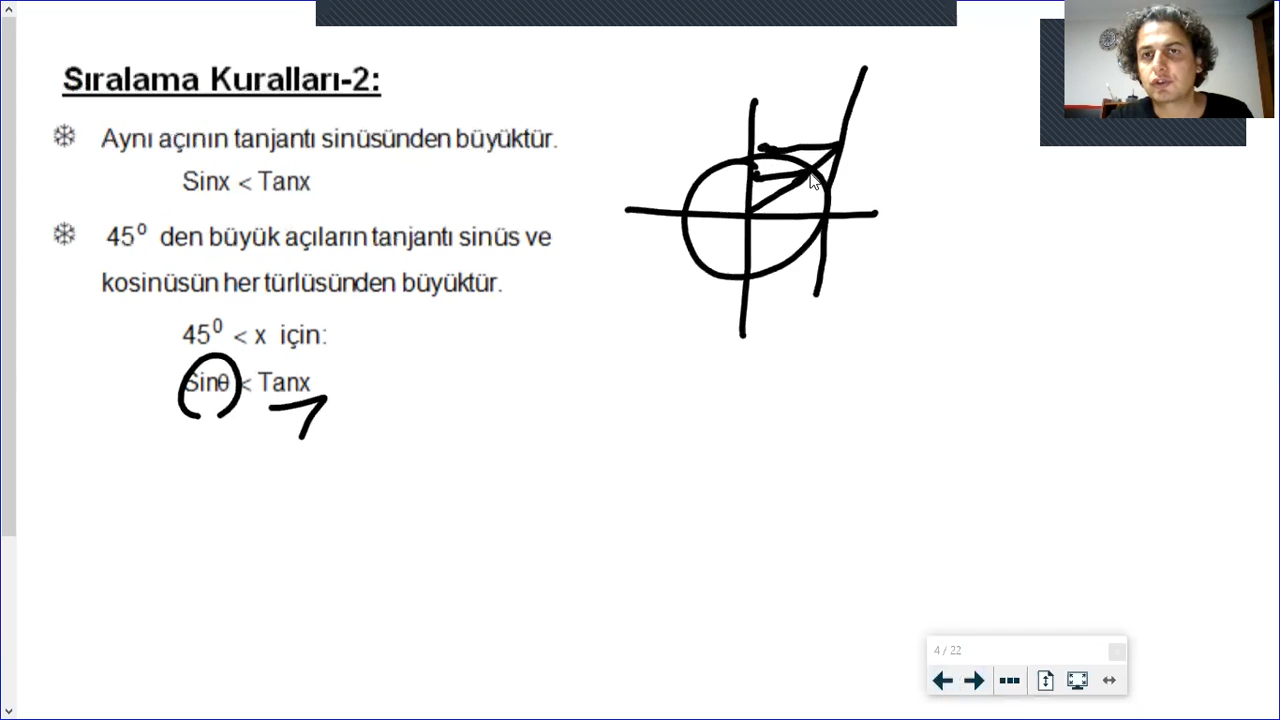 Sıralama Kuralları-2:
Aynı açının tanjantı sinüsünden büyüktür.
Sinx < Tanx
45⁰ den büyük açıların tanjantı sinüs ve
kosinüsün her türlüsünden büyüktür.
45⁰ < x için:
Sinθ < Tanx
4 / 22